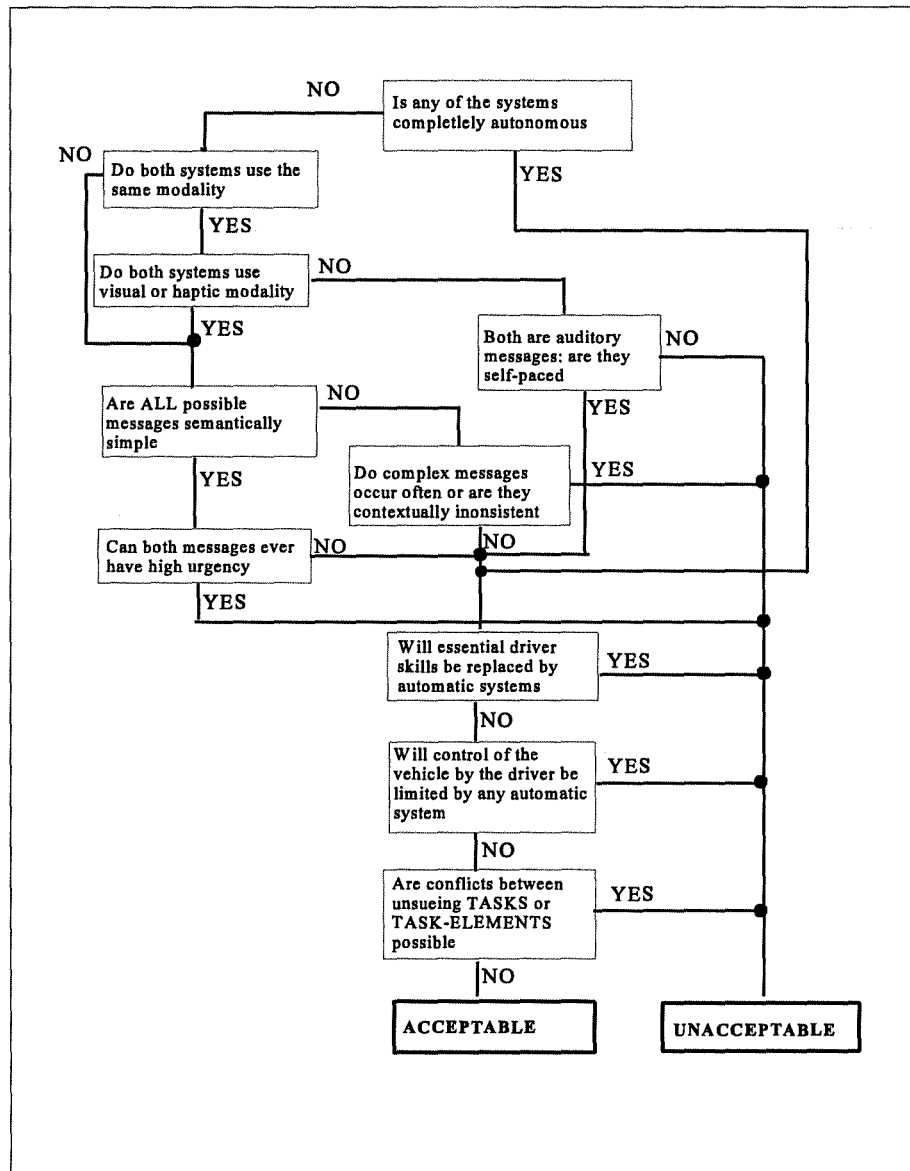 NO
Is any of the systems
completlely autonomous
NO
Do both systems use the
same modality
YES
YES
Do both systems use
visual or haptic modality
NO
YES
Both are auditory
messages: are they
self-paced
NO
Are ALL possible
messages semantically
simple
NO
YES
YES
Do complex messages
occur often or are they
contextually inonsistent
YES
Can both messages ever
have high urgency
NO
NO
YES
Will essential driver
skills be replaced by
automatic systems
YES
NO
Will control of the
vehicle by the driver be
limited by any automatic
system
YES
NO
Are conflicts between
unsueing TASKS or
TASK-ELEMENTS
possible
YES
NO
ACCEPTABLE
UNACCEPTABLE